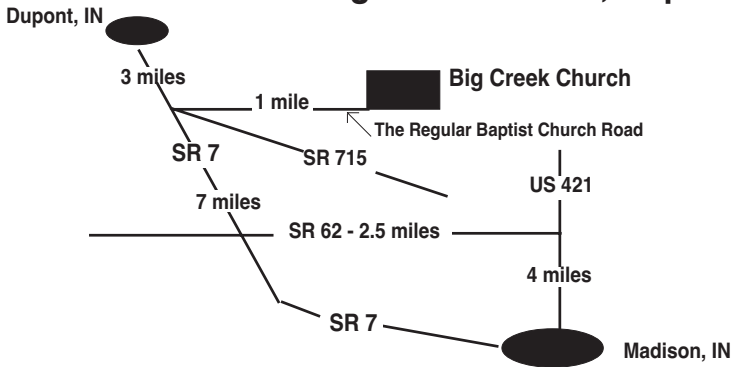 Dupont, IN
3 miles
Big Creek Church
1 mile
The Regular Baptist Church Road
SR 7
SR 715
US 421
7 miles
SR 62 - 2.5 miles
4 miles
SR 7
Madison, IN